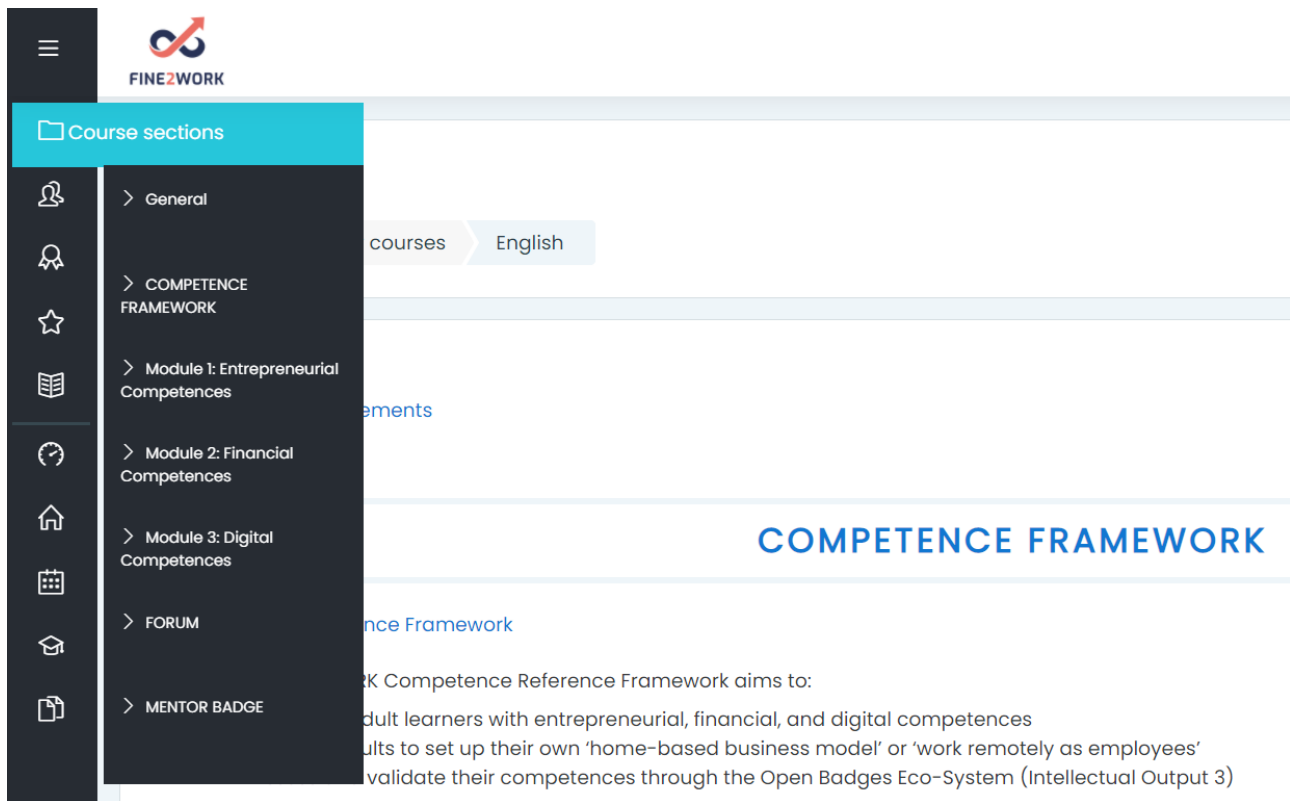 FINE2WORK
Course sections
General
COMPETENCE
FRAMEWORK
Module 1: Entrepreneurial
Competences
Module 2: Financial
Competences
Module 3: Digital
Competences
FORUM
MENTOR BADGE
courses
English
ements
COMPETENCE FRAMEWORK
nce Framework
RK Competence Reference Framework aims to:
dult learners with entrepreneurial, financial, and digital competences
ults to set up their own ‘home-based business model’ or ‘work remotely as employees’
validate their competences through the Open Badges Eco-System (Intellectual Output 3)